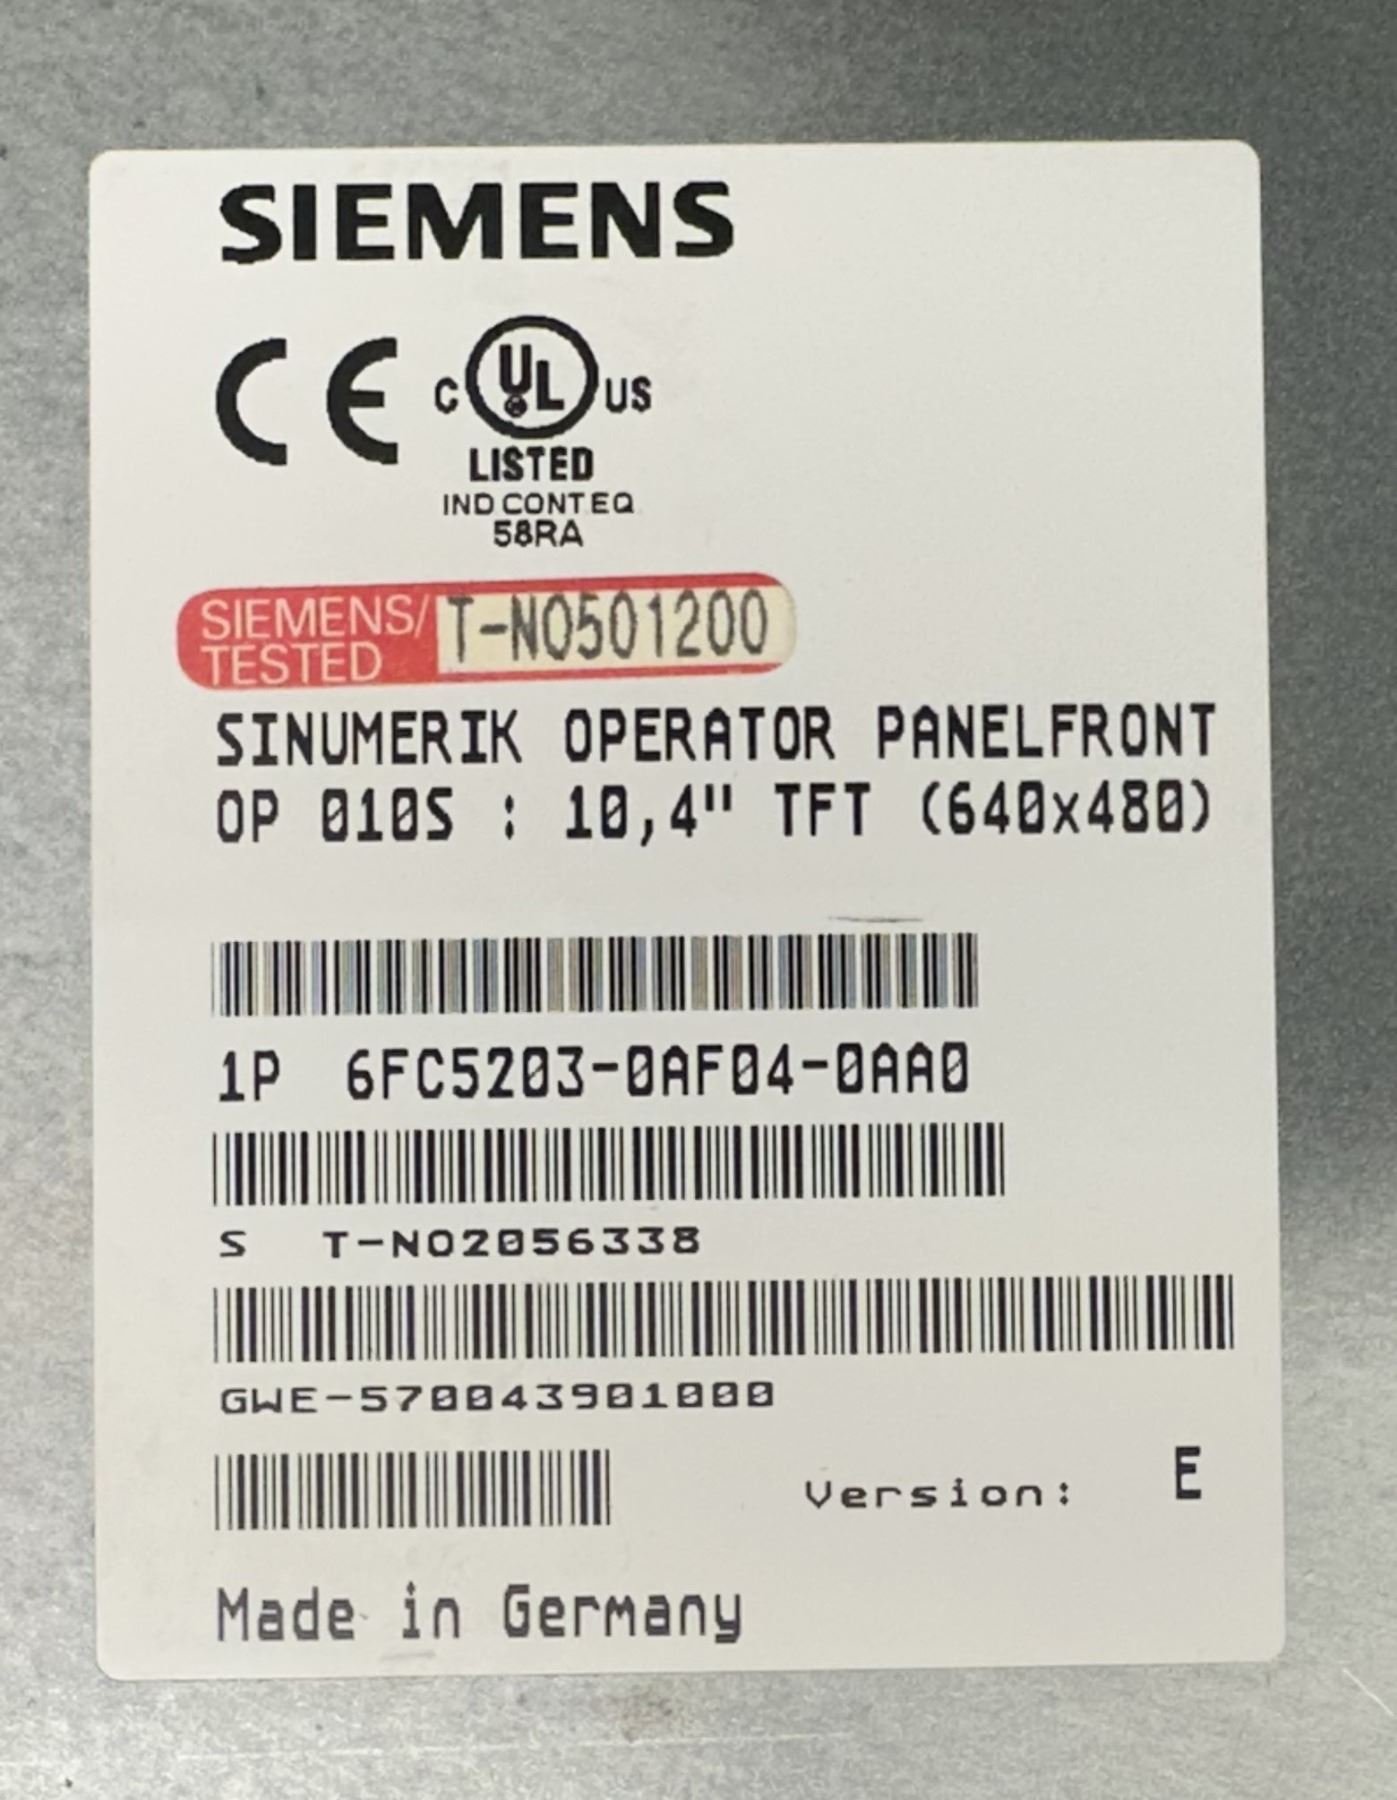 SIEMENS
CE C UL US
LISTED
IND CONT EQ
58RA
SIEMENS/
TESTED
T-N0501200
SINUMERIK OPERATOR PANELFRONT
OP 010S : 10,4" TFT (640x480)
1P 6FC5203-0AF04-0AA0
S T-NO2056338
GWE-570043901000
Version: E
Made in Germany